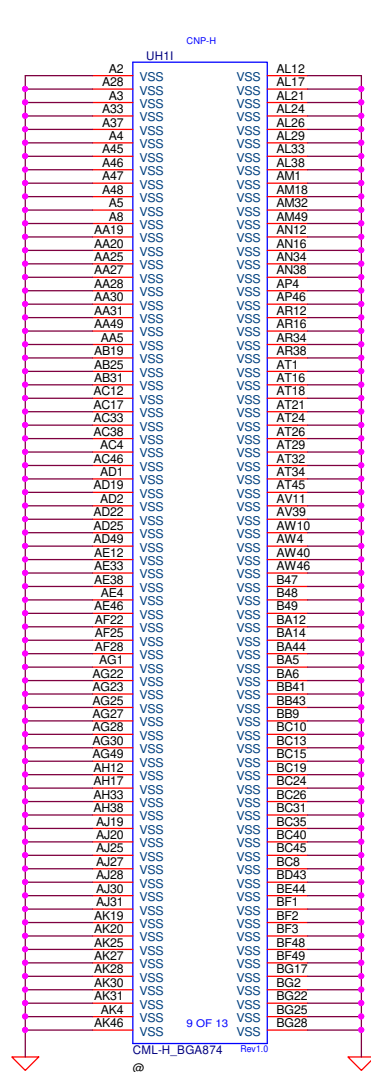 CNP-H
UH1I
A2 VSS VSS AL12
A28 VSS VSS AL17
A3 VSS VSS AL21
A33 VSS VSS AL24
A37 VSS VSS AL26
A4 VSS VSS AL29
A45 VSS VSS AL33
A46 VSS VSS AL38
A47 VSS VSS AM1
A48 VSS VSS AM18
A5 VSS VSS AM32
A8 VSS VSS AM49
AA19 VSS VSS AN12
AA20 VSS VSS AN16
AA25 VSS VSS AN34
AA27 VSS VSS AN38
AA28 VSS VSS AP4
AA30 VSS VSS AP46
AA31 VSS VSS AR12
AA49 VSS VSS AR16
AA5 VSS VSS AR34
AB19 VSS VSS AR38
AB25 VSS VSS AT1
AB31 VSS VSS AT16
AC12 VSS VSS AT18
AC17 VSS VSS AT21
AC33 VSS VSS AT24
AC38 VSS VSS AT26
AC4 VSS VSS AT29
AC46 VSS VSS AT32
AD1 VSS VSS AT34
AD19 VSS VSS AT45
AD2 VSS VSS AV11
AD22 VSS VSS AV39
AD25 VSS VSS AW10
AD49 VSS VSS AW4
AE12 VSS VSS AW40
AE33 VSS VSS AW46
AE38 VSS VSS B47
AE4 VSS VSS B48
AE46 VSS VSS B49
AF22 VSS VSS BA12
AF25 VSS VSS BA14
AF28 VSS VSS BA44
AG1 VSS VSS BA5
AG22 VSS VSS BA6
AG23 VSS VSS BB41
AG25 VSS VSS BB43
AG27 VSS VSS BB9
AG28 VSS VSS BC10
AG30 VSS VSS BC13
AG49 VSS VSS BC15
AH12 VSS VSS BC19
AH17 VSS VSS BC24
AH33 VSS VSS BC26
AH38 VSS VSS BC31
AJ19 VSS VSS BC35
AJ20 VSS VSS BC40
AJ25 VSS VSS BC45
AJ27 VSS VSS BC8
AJ28 VSS VSS BD43
AJ30 VSS VSS BE44
AJ31 VSS VSS BF1
AK19 VSS VSS BF2
AK20 VSS VSS BF3
AK25 VSS VSS BF48
AK27 VSS VSS BF49
AK28 VSS VSS BG17
AK30 VSS VSS BG2
AK31 VSS VSS BG22
AK4 VSS VSS BG25
AK46 VSS 9 OF 13 VSS BG28
CML-H_BGA874 Rev1.0
@